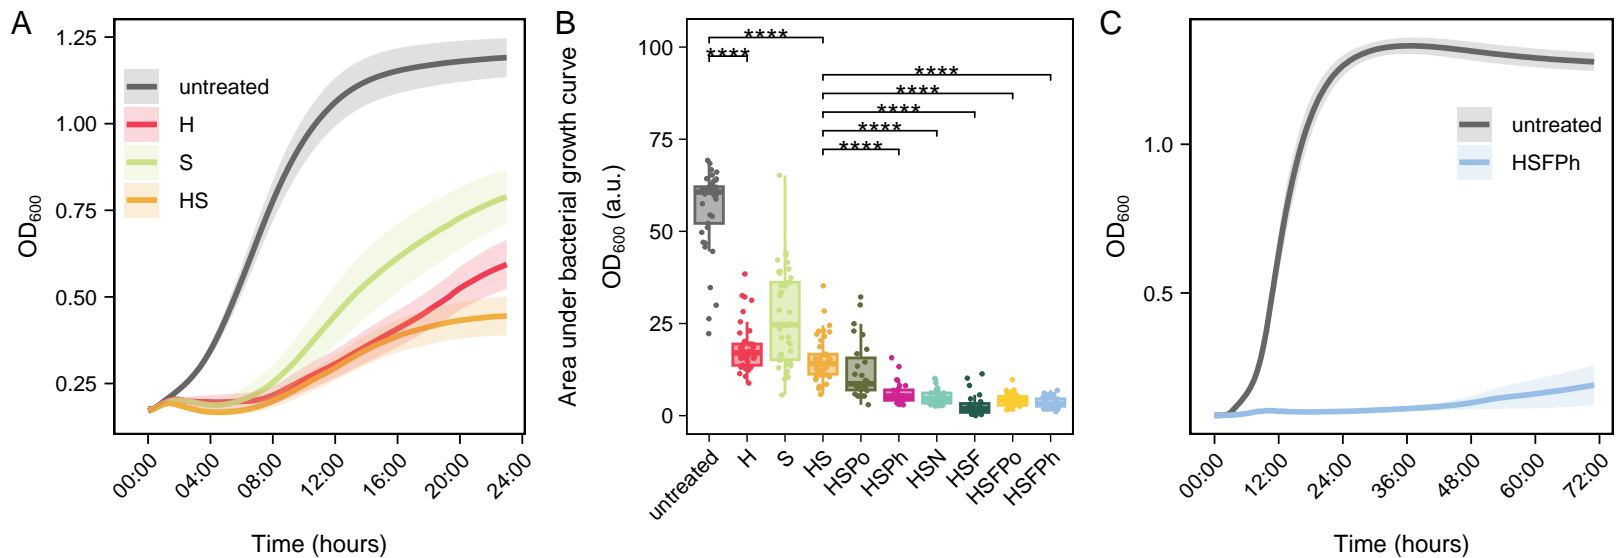 A
1.25
1.00
0.75
0.50
0.25
OD600
untreated
H
S
HS
00:00
04:00
08:00
12:00
16:00
20:00
24:00
Time (hours)
B
Area under bacterial growth curve
OD600 (a.u.)
100
75
50
25
0
****
****
****
****
****
****
****
untreated
H
S
HS
HSPo
HSPh
HSN
HSF
HSFPo
HSFPh
C
OD600
1.0
0.5
untreated
HSFPh
00:00
12:00
24:00
36:00
48:00
60:00
72:00
Time (hours)